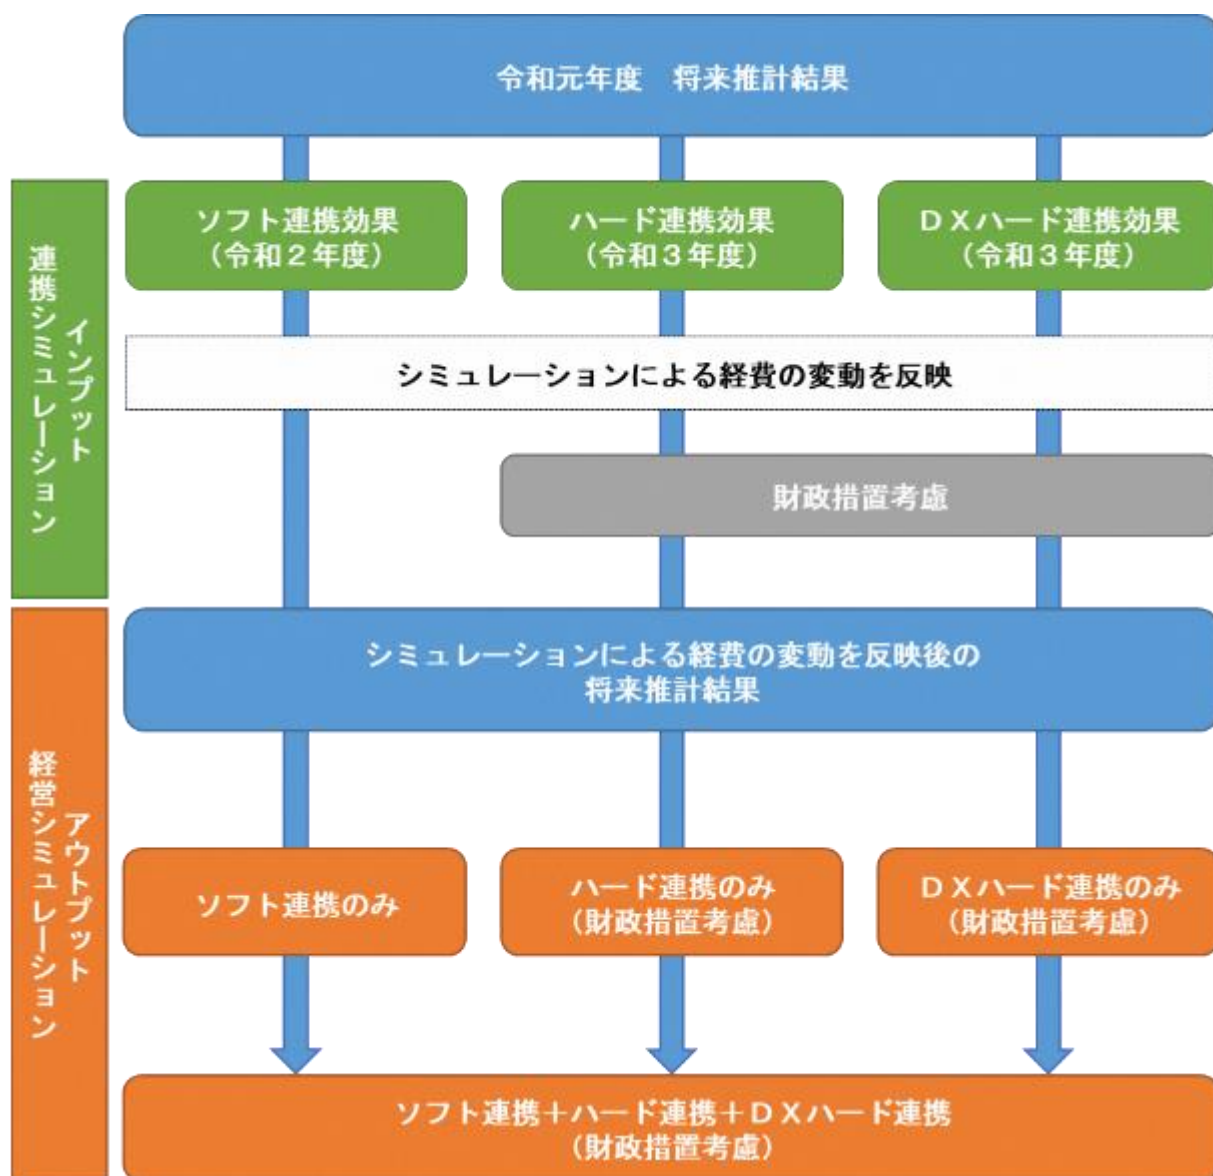 令和元年度　将来推計結果
インプット
連携シミュレーション
ソフト連携効果
（令和２年度）
ハード連携効果
（令和３年度）
ＤＸハード連携効果
（令和３年度）
シミュレーションによる経費の変動を反映
財政措置考慮
アウトプット
経営シミュレーション
シミュレーションによる経費の変動を反映後の
将来推計結果
ソフト連携のみ
ハード連携のみ
（財政措置考慮）
ＤＸハード連携のみ
（財政措置考慮）
ソフト連携＋ハード連携＋ＤＸハード連携
（財政措置考慮）